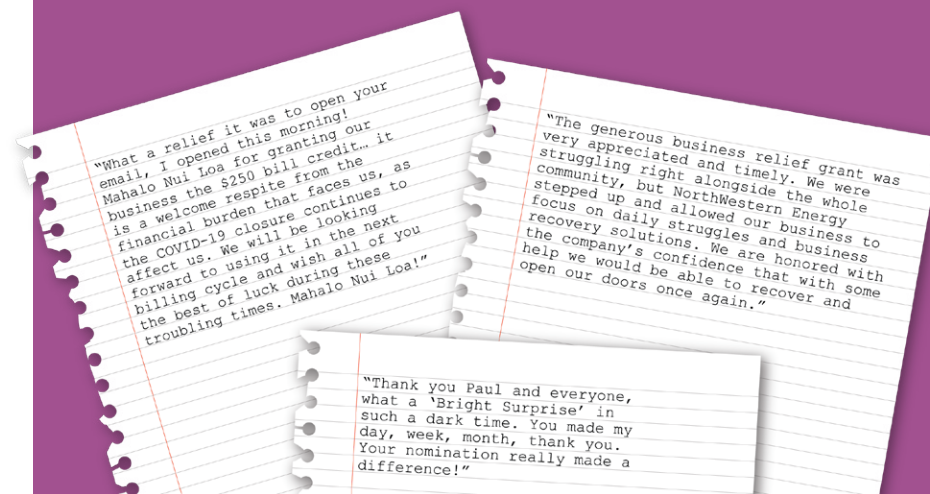 “What a relief it was to open your
email, I opened this morning!
Mahalo Nui Loa for granting our
business the $250 bill credit… it
is a welcome respite from the
financial burden that faces us, as
the COVID-19 closure continues to
affect us. We will be looking
forward to using it in the next
billing cycle and wish all of you
the best of luck during these
troubling times. Mahalo Nui Loa!”
“The generous business relief grant was
very appreciated and timely. We were
struggling right alongside the whole
community, but NorthWestern Energy
stepped up and allowed our business to
focus on daily struggles and business
recovery solutions. We are honored with
the company’s confidence that with some
help we would be able to recover and
open our doors once again.”
“Thank you Paul and everyone,
what a ‘Bright Surprise’ in
such a dark time. You made my
day, week, month, thank you.
Your nomination really made a
difference!”